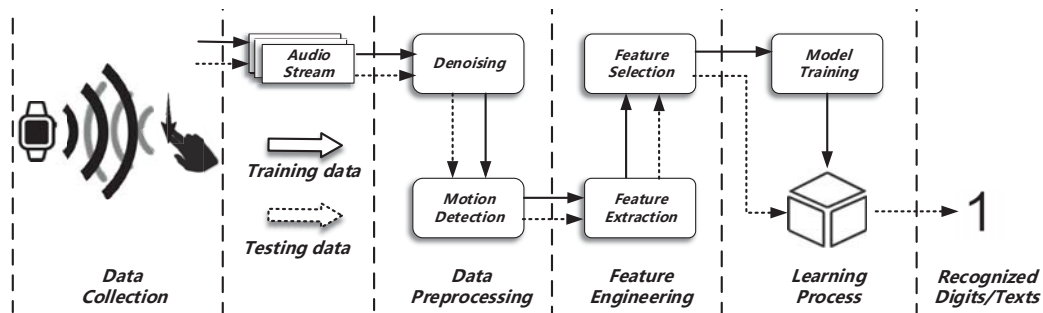 Audio
Stream
Denoising
Feature
Selection
Model
Training
Training data
Motion
Detection
Feature
Extraction
1
Testing data
Data
Collection
Data
Preprocessing
Feature
Engineering
Learning
Process
Recognized
Digits/Texts